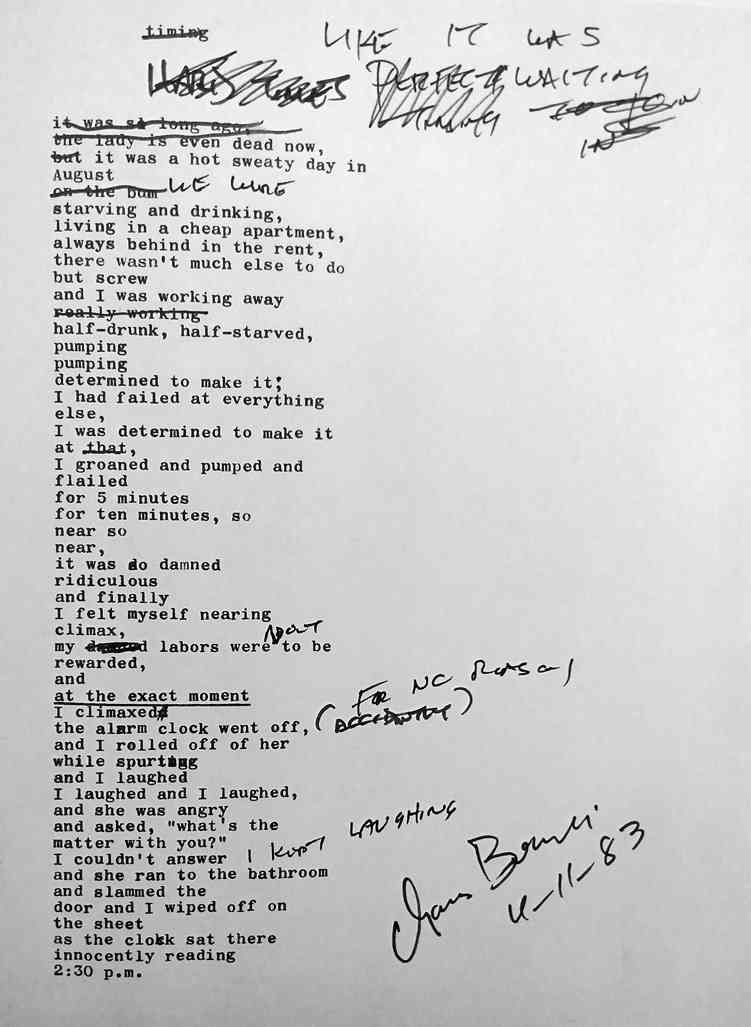 timing
LIKE IT WAS
HARD TIMES PERFECT WAITING
TIMING TO JOIN
IN
it was so long ago,
the lady is even dead now,
but it was a hot sweaty day in
August
on the bum WE WERE
starving and drinking,
living in a cheap apartment,
always behind in the rent,
there wasn't much else to do
but screw
and I was working away
really working
half-drunk, half-starved,
pumping
pumping
determined to make it;
I had failed at everything
else,
I was determined to make it
at that,
I groaned and pumped and
flailed
for 5 minutes
for ten minutes, so
near so
near,
it was so damned
ridiculous
and finally
I felt myself nearing
climax,
my labors were ABOUT to be
rewarded,
and
at the exact moment
I climaxed
the alarm clock went off, (FOR NO REASON)
and I rolled off of her
while spurting
and I laughed
I laughed and I laughed,
and she was angry
and asked, "what's the
matter with you?"
I couldn't answer I KEPT LAUGHING
and she ran to the bathroom
and slammed the
door and I wiped off on
the sheet
as the clock sat there
innocently reading
2:30 p.m.
11-83